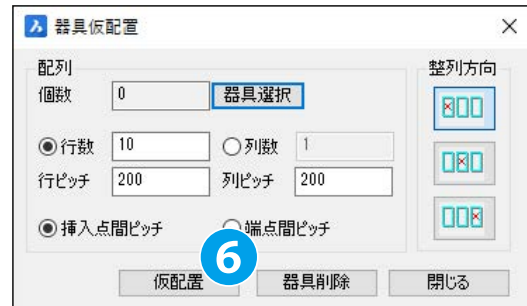 器具仮配置
配列
個数 0 器具選択
行数 10 列数 1
行ピッチ 200 列ピッチ 200
挿入点間ピッチ 端点間ピッチ
整列方向
6
仮配置 器具削除 閉じる